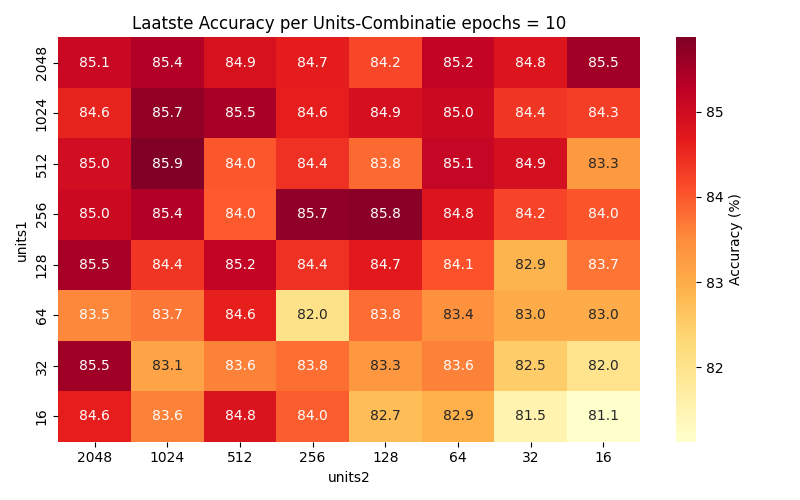 Laatste Accuracy per Units-Combinatie epochs = 10
units1
2048 85.1 85.4 84.9 84.7 84.2 85.2 84.8 85.5
1024 84.6 85.7 85.5 84.6 84.9 85.0 84.4 84.3
512 85.0 85.9 84.0 84.4 83.8 85.1 84.9 83.3
256 85.0 85.4 84.0 85.7 85.8 84.8 84.2 84.0
128 85.5 84.4 85.2 84.4 84.7 84.1 82.9 83.7
64 83.5 83.7 84.6 82.0 83.8 83.4 83.0 83.0
32 85.5 83.1 83.6 83.8 83.3 83.6 82.5 82.0
16 84.6 83.6 84.8 84.0 82.7 82.9 81.5 81.1
2048 1024 512 256 128 64 32 16
units2
85
84
83
82
Accuracy (%)